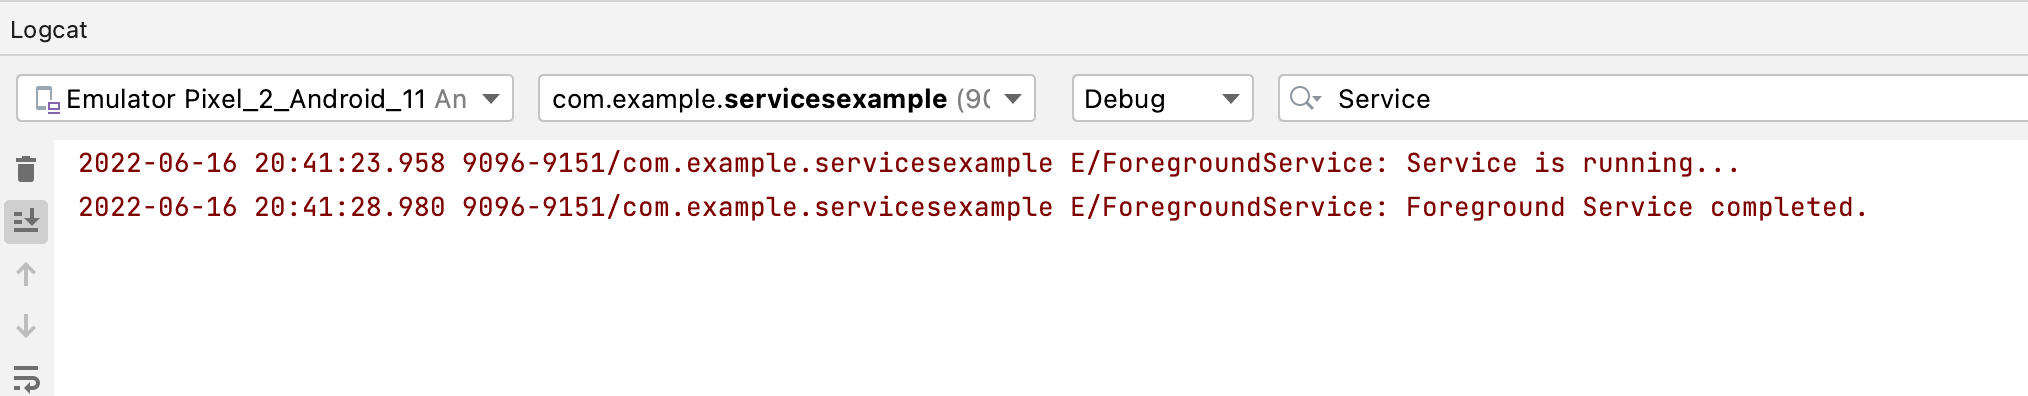 Logcat
Emulator Pixel_2_Android_11 An com.example.servicesexample (90 Debug Service
2022-06-16 20:41:23.958 9096-9151/com.example.servicesexample E/ForegroundService: Service is running...
2022-06-16 20:41:28.980 9096-9151/com.example.servicesexample E/ForegroundService: Foreground Service completed.